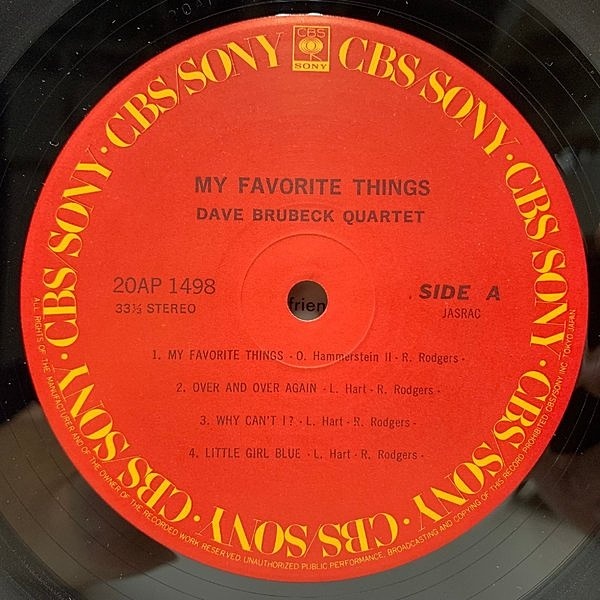 CBS
SONY
CBS/SONY · CBS/SONY · CBS/SONY · CBS/SONY · CBS/SONY · CBS/SONY · CBS/SONY · CBS/SONY
MY FAVORITE THINGS
DAVE BRUBECK QUARTET
20AP 1498
33⅓ STEREO
SIDE A
JASRAC
frien
1. MY FAVORITE THINGS - O. Hammerstein II - R. Rodgers -
2. OVER AND OVER AGAIN - L. Hart - R. Rodgers -
3. WHY CAN'T I? - L. Hart - R. Rodgers -
4. LITTLE GIRL BLUE - L. Hart - R. Rodgers -
ALL RIGHTS OF THE MANUFACTURER AND OF THE OWNER OF THE RECORDED WORK RESERVED. UNAUTHORIZED PUBLIC PERFORMANCE, BROADCASTING AND COPYING OF THIS RECORD PROHIBITED. CBS/SONY INC. TOKYO JAPAN